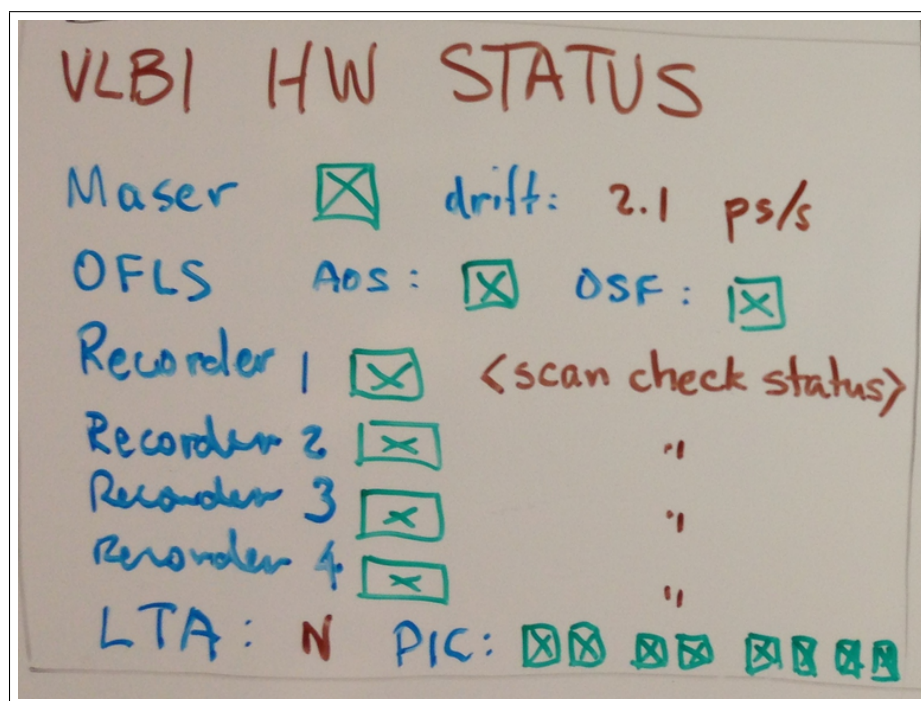 VLBI HW STATUS
Maser ☒ drift: 2.1 ps/s
OFLS AOS: ☒ OSF: ☒
Recorder 1 ☒ <scan check status>
Recorder 2 ☒ "
Recorder 3 ☒ "
Recorder 4 ☒ "
LTA: N PIC: ☒☒ ☒☒ ☒☒ ☒☒